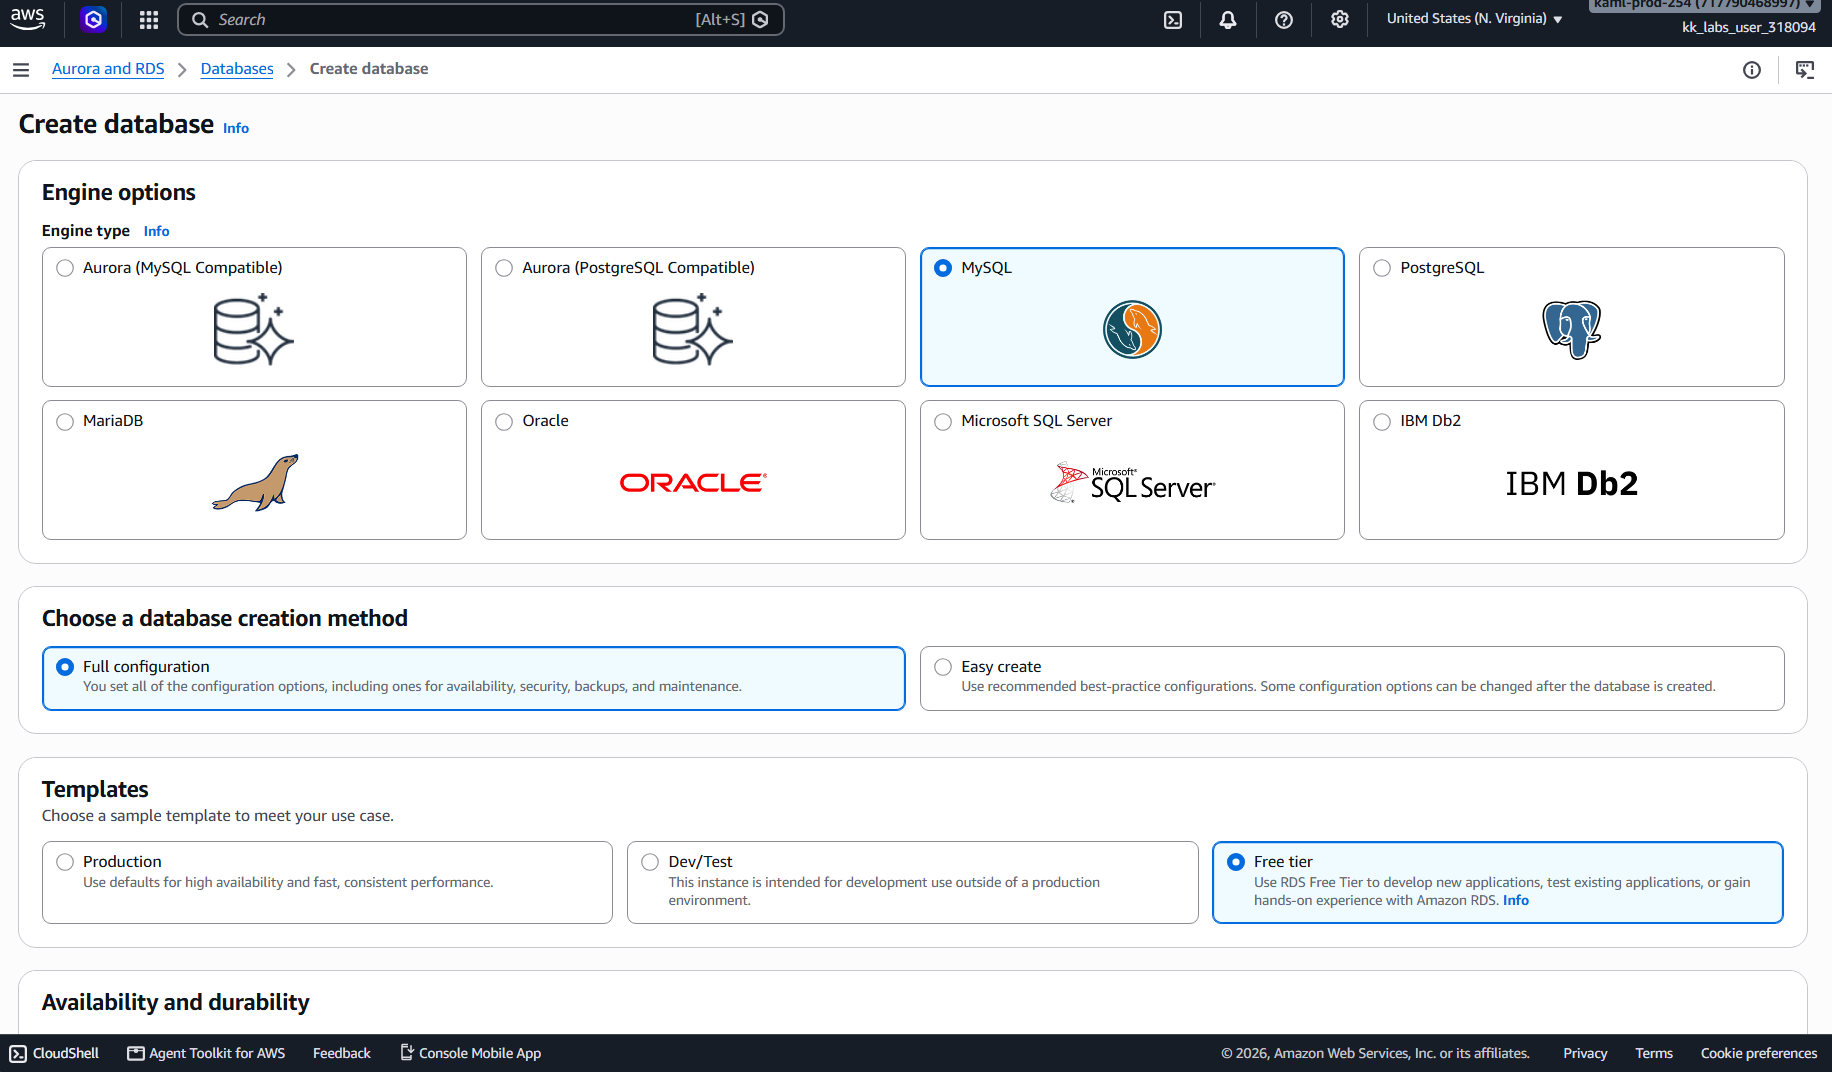 aws
Search [Alt+S]
United States (N. Virginia)
kaml-prod-254 (717790468997)
kk_labs_user_318094
Aurora and RDS
Databases
Create database
Create database Info
Engine options
Engine type Info
Aurora (MySQL Compatible)
Aurora (PostgreSQL Compatible)
MySQL
PostgreSQL
MariaDB
Oracle
ORACLE
Microsoft SQL Server
Microsoft
SQL Server
IBM Db2
IBM Db2
Choose a database creation method
Full configuration
You set all of the configuration options, including ones for availability, security, backups, and maintenance.
Easy create
Use recommended best-practice configurations. Some configuration options can be changed after the database is created.
Templates
Choose a sample template to meet your use case.
Production
Use defaults for high availability and fast, consistent performance.
Dev/Test
This instance is intended for development use outside of a production
environment.
Free tier
Use RDS Free Tier to develop new applications, test existing applications, or gain
hands-on experience with Amazon RDS. Info
Availability and durability
CloudShell
Agent Toolkit for AWS
Feedback
Console Mobile App
© 2026, Amazon Web Services, Inc. or its affiliates.
Privacy
Terms
Cookie preferences